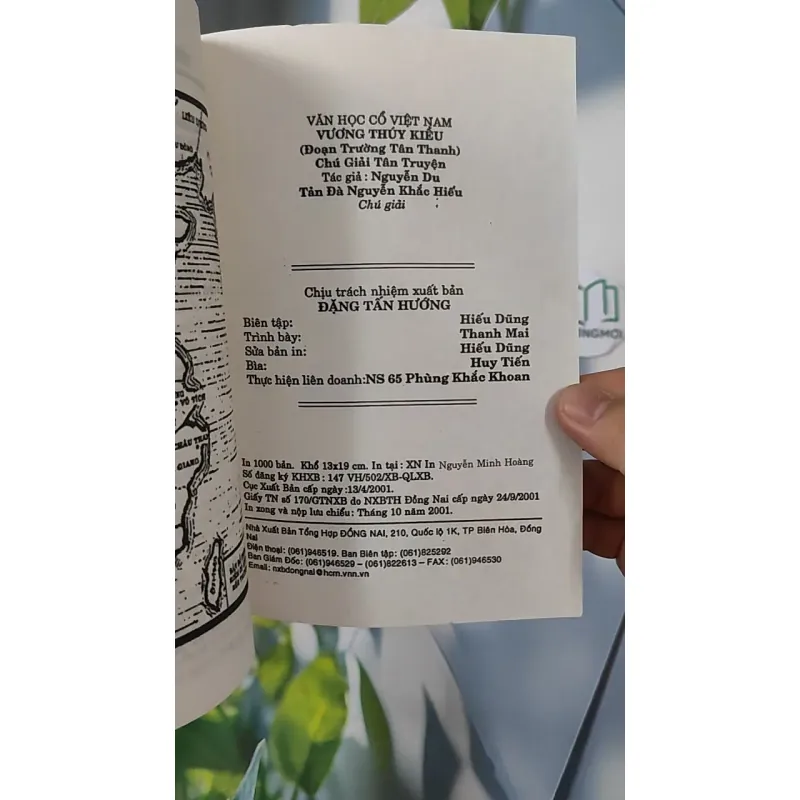 VĂN HỌC CỔ VIỆT NAM
VƯƠNG THÚY KIỀU
(Đoạn Trường Tân Thanh)
Chú Giải Tân Truyện
Tác giả : Nguyễn Du
Tản Đà Nguyễn Khắc Hiếu
Chú giải
Chịu trách nhiệm xuất bản
ĐẶNG TẤN HƯỚNG
Biên tập: Hiếu Dũng
Trình bày: Thanh Mai
Sửa bản in: Hiếu Dũng
Bìa: Huy Tiến
Thực hiện liên doanh:NS 65 Phùng Khắc Khoan
In 1000 bản. Khổ 13x19 cm. In tại : XN In Nguyễn Minh Hoàng
Số đăng ký KHXB : 147 VH/502/XB-QLXB.
Cục Xuất Bản cấp ngày :13/4/2001.
Giấy TN số 170/GTNXB do NXBTH Đồng Nai cấp ngày 24/9/2001
In xong và nộp lưu chiểu: Tháng 10 năm 2001.
Nhà Xuất Bản Tổng Hợp ĐỒNG NAI, 210, Quốc lộ 1K, TP Biên Hòa, Đồng
Nai
Điện thoại: (061)946519. Ban Biên tập: (061)825292
Ban Giám Đốc: (061)946529 – (061)822613 – FAX: (061)946530
Email: nxbdongnai@hcm.vnn.vn
VÕ TÍCH
CHÂU THAI
GIANG